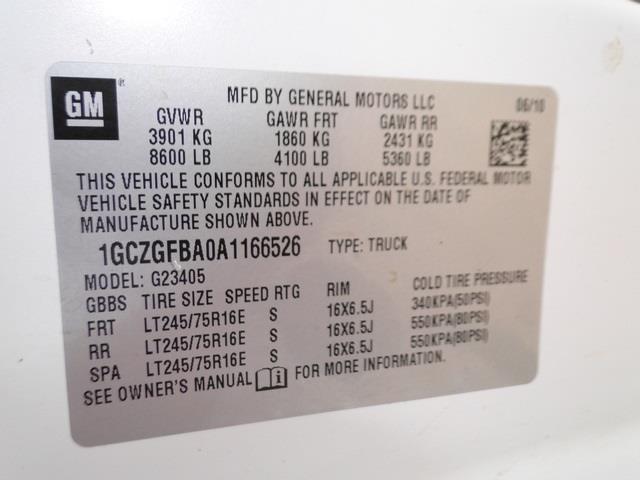 GM ®
MFD BY GENERAL MOTORS LLC 06/10
GVWR GAWR FRT GAWR RR
3901 KG 1860 KG 2431 KG
8600 LB 4100 LB 5360 LB
THIS VEHICLE CONFORMS TO ALL APPLICABLE U.S. FEDERAL MOTOR
VEHICLE SAFETY STANDARDS IN EFFECT ON THE DATE OF
MANUFACTURE SHOWN ABOVE.
1GCZGFBA0A1166526 TYPE: TRUCK
MODEL: G23405
GBBS TIRE SIZE SPEED RTG RIM COLD TIRE PRESSURE
FRT LT245/75R16E S 16X6.5J 340KPA(50PSI)
RR LT245/75R16E S 16X6.5J 550KPA(80PSI)
SPA LT245/75R16E S 16X6.5J 550KPA(80PSI)
SEE OWNER'S MANUAL i FOR MORE INFORMATION.